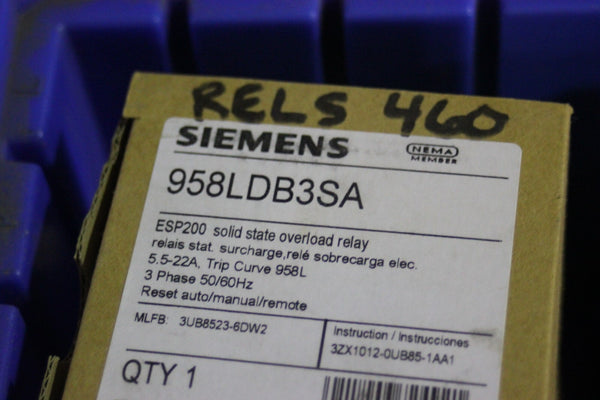 RELS 460
SIEMENS
NEMA
MEMBER
958LDB3SA
ESP200 solid state overload relay
relais stat. surcharge,relé sobrecarga elec.
5.5-22A, Trip Curve 958L
3 Phase 50/60Hz
Reset auto/manual/remote
MLFB: 3UB8523-6DW2
Instruction / Instrucciones
3ZX1012-0UB85-1AA1
QTY 1